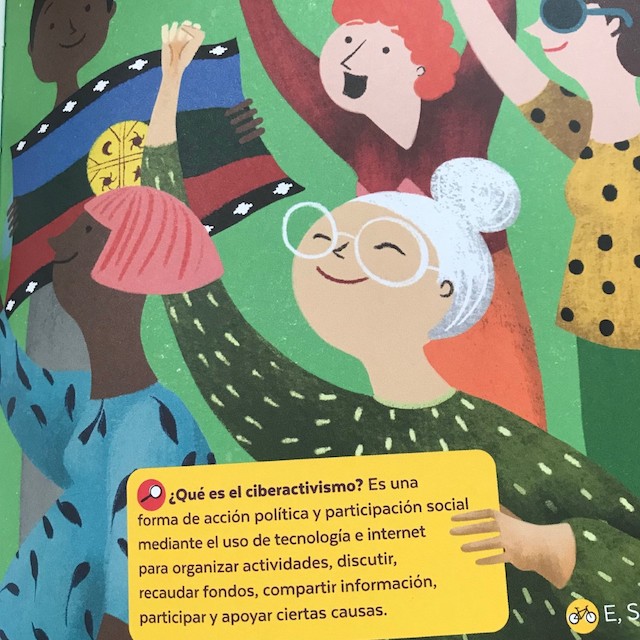 ¿Qué es el ciberactivismo? Es una
forma de acción política y participación social
mediante el uso de tecnología e internet
para organizar actividades, discutir,
recaudar fondos, compartir información,
participar y apoyar ciertas causas.
E, S